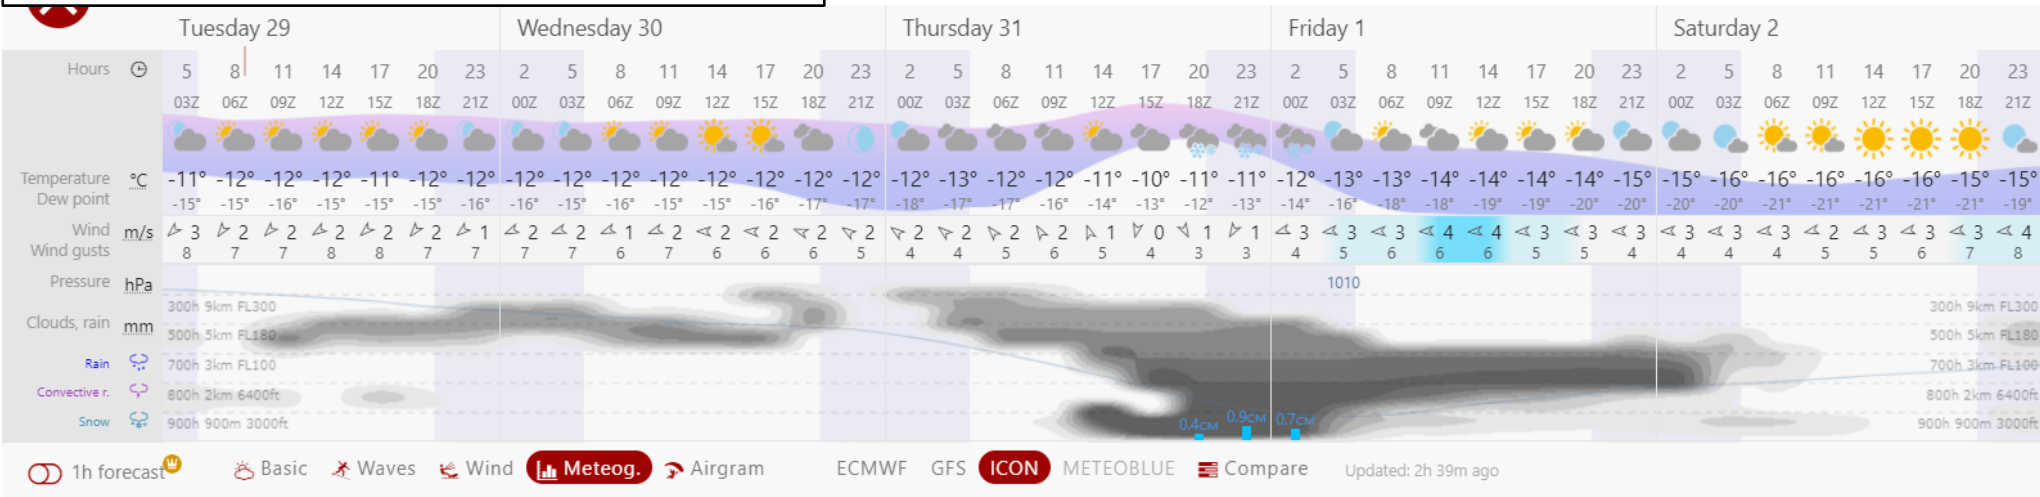 Tuesday 29 Wednesday 30 Thursday 31 Friday 1 Saturday 2
Hours 5 8 11 14 17 20 23 2 5 8 11 14 17 20 23 2 5 8 11 14 17 20 23 2 5 8 11 14 17 20 23 2 5 8 11 14 17 20 23
03Z 06Z 09Z 12Z 15Z 18Z 21Z 00Z 03Z 06Z 09Z 12Z 15Z 18Z 21Z 00Z 03Z 06Z 09Z 12Z 15Z 18Z 21Z 00Z 03Z 06Z 09Z 12Z 15Z 18Z 21Z 00Z 03Z 06Z 09Z 12Z 15Z 18Z 21Z
Temperature °C -11° -12° -12° -12° -11° -12° -12° -12° -12° -12° -12° -12° -12° -12° -12° -12° -13° -12° -12° -11° -10° -11° -11° -12° -13° -13° -14° -14° -14° -14° -15° -15° -16° -16° -16° -16° -16° -15° -15°
Dew point -15° -15° -16° -15° -15° -15° -16° -16° -15° -15° -16° -16° -16° -17° -17° -18° -17° -17° -16° -14° -13° -12° -13° -14° -16° -18° -18° -19° -19° -20° -20° -20° -20° -21° -21° -21° -21° -21° -19°
Wind m/s 3 2 2 2 2 2 1 2 2 1 2 2 2 2 2 2 2 2 2 1 0 1 1 3 3 3 4 4 3 3 3 3 3 3 2 3 3 3 4
Wind gusts 8 7 7 8 8 7 7 7 7 6 7 6 6 6 5 4 4 5 6 5 4 3 3 4 5 6 6 6 5 5 4 4 4 4 5 5 6 7 8
Pressure hPa 1010
300h 9km FL300 300h 9km FL300
Clouds, rain mm
500h 5km FL180 500h 5km FL180
Rain 700h 3km FL100 700h 3km FL100
Convective r. 800h 2km 6400ft 800h 2km 6400ft
Snow 900h 900m 3000ft 0.4см 0.9см 0.7см 900h 900m 3000ft
1h forecast Basic Waves Wind Meteog. Airgram ECMWF GFS ICON METEOBLUE Compare Updated: 2h 39m ago